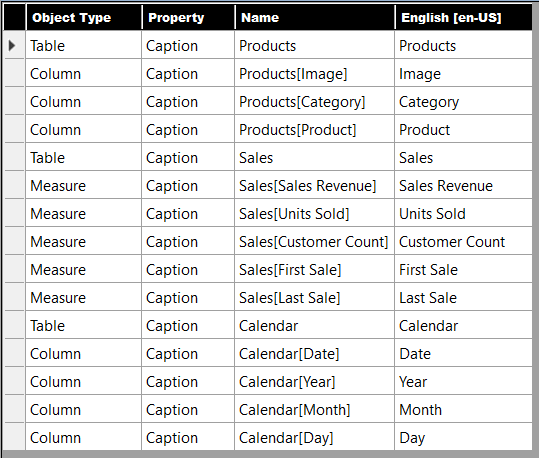 Object Type Property Name English [en-US]
Table Caption Products Products
Column Caption Products[Image] Image
Column Caption Products[Category] Category
Column Caption Products[Product] Product
Table Caption Sales Sales
Measure Caption Sales[Sales Revenue] Sales Revenue
Measure Caption Sales[Units Sold] Units Sold
Measure Caption Sales[Customer Count] Customer Count
Measure Caption Sales[First Sale] First Sale
Measure Caption Sales[Last Sale] Last Sale
Table Caption Calendar Calendar
Column Caption Calendar[Date] Date
Column Caption Calendar[Year] Year
Column Caption Calendar[Month] Month
Column Caption Calendar[Day] Day